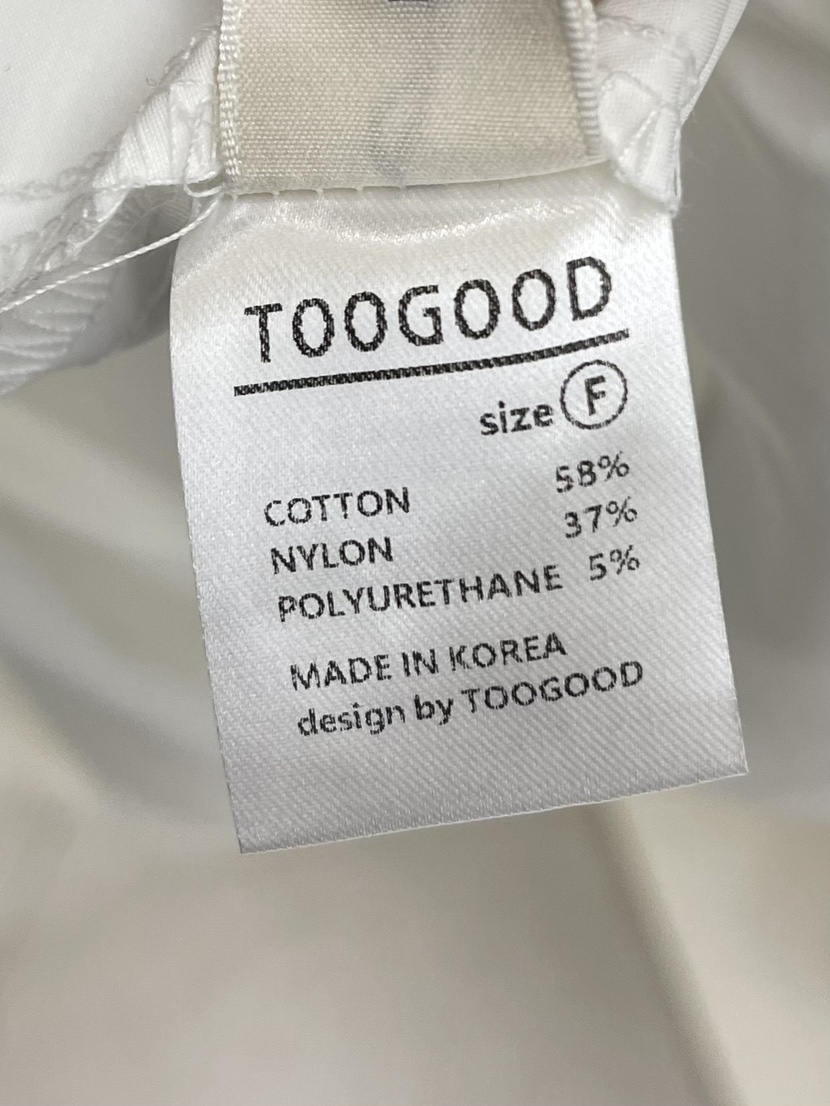 TOOGOOD
size F
COTTON 58%
NYLON 37%
POLYURETHANE 5%
MADE IN KOREA
design by TOOGOOD